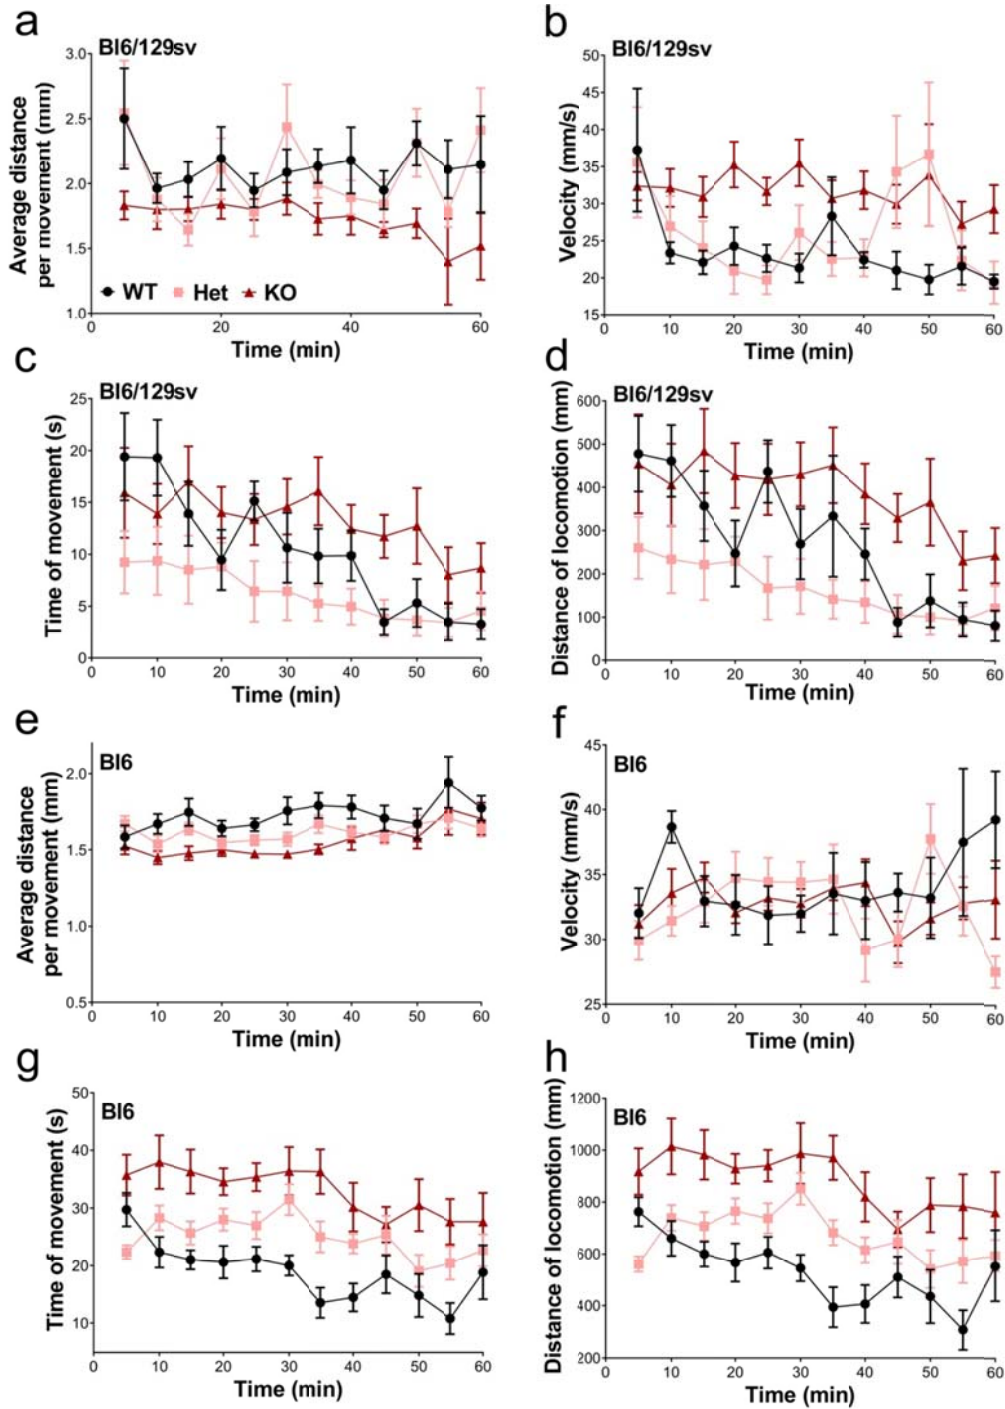 a
Bl6/129sv
Average distance
per movement (mm)
3.0
2.5
2.0
1.5
1.0
WT Het KO
0 20 40 60
Time (min)
b
Bl6/129sv
Velocity (mm/s)
50
45
40
35
30
25
20
15
0 10 20 30 40 50 60
Time (min)
c
Bl6/129sv
Time of movement (s)
25
20
15
10
5
0
0 10 20 30 40 50 60
Time (min)
d
Bl6/129sv
Distance of locomotion (mm)
600
500
400
300
200
100
0
0 10 20 30 40 50 60
Time (min)
e
Bl6
Average distance
per movement (mm)
2.0
1.5
1.0
0.5
0 10 20 30 40 50 60
Time (min)
f
Bl6
Velocity (mm/s)
45
40
35
30
25
0 10 20 30 40 50 60
Time (min)
g
Bl6
Time of movement (s)
50
40
30
20
10
0 10 20 30 40 50 60
Time (min)
h
Bl6
Distance of locomotion (mm)
1200
1000
800
600
400
200
0 10 20 30 40 50 60
Time (min)